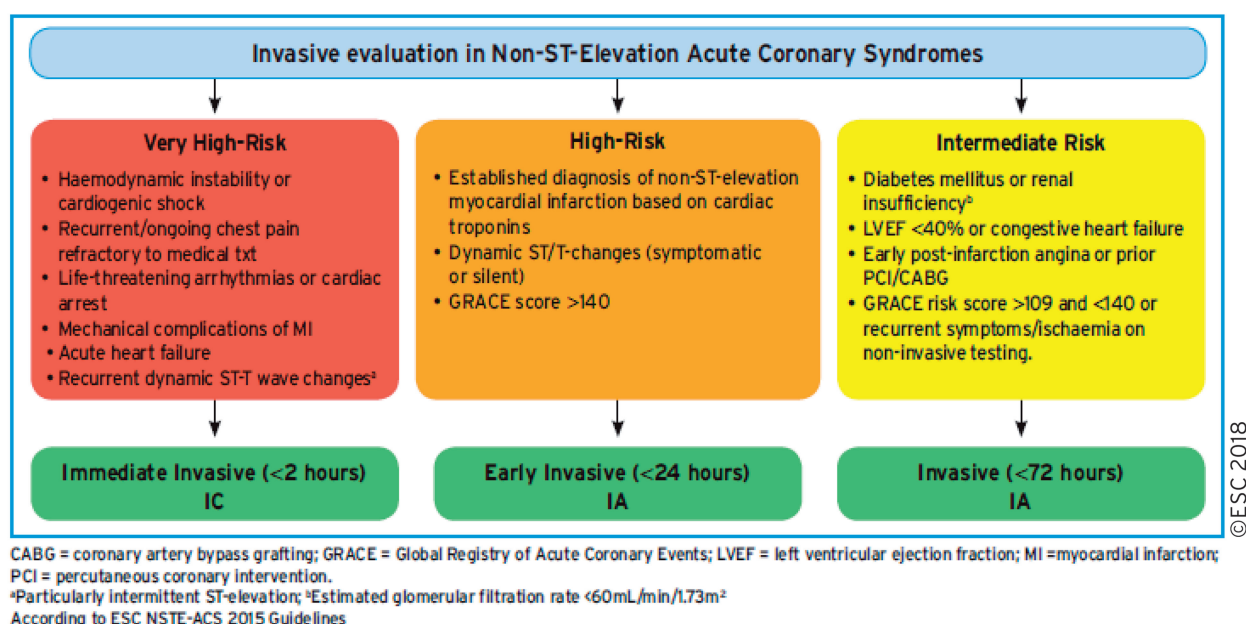 Invasive evaluation in Non-ST-Elevation Acute Coronary Syndromes
Very High-Risk
• Haemodynamic instability or
cardiogenic shock
• Recurrent/ongoing chest pain
refractory to medical txt
• Life-threatening arrhythmias or cardiac
arrest
• Mechanical complications of MI
• Acute heart failure
• Recurrent dynamic ST-T wave changesᵃ
Immediate Invasive (<2 hours)
IC
High-Risk
• Established diagnosis of non-ST-elevation
myocardial infarction based on cardiac
troponins
• Dynamic ST/T-changes (symptomatic
or silent)
• GRACE score >140
Early Invasive (<24 hours)
IA
Intermediate Risk
• Diabetes mellitus or renal
insufficiencyᵇ
• LVEF <40% or congestive heart failure
• Early post-infarction angina or prior
PCI/CABG
• GRACE risk score >109 and <140 or
recurrent symptoms/ischaemia on
non-invasive testing.
Invasive (<72 hours)
IA
©ESC 2018
CABG = coronary artery bypass grafting; GRACE = Global Registry of Acute Coronary Events; LVEF = left ventricular ejection fraction; MI =myocardial infarction;
PCI = percutaneous coronary intervention.
ᵃParticularly intermittent ST-elevation; ᵇEstimated glomerular filtration rate <60mL/min/1.73m²
According to ESC NSTE-ACS 2015 Guidelines